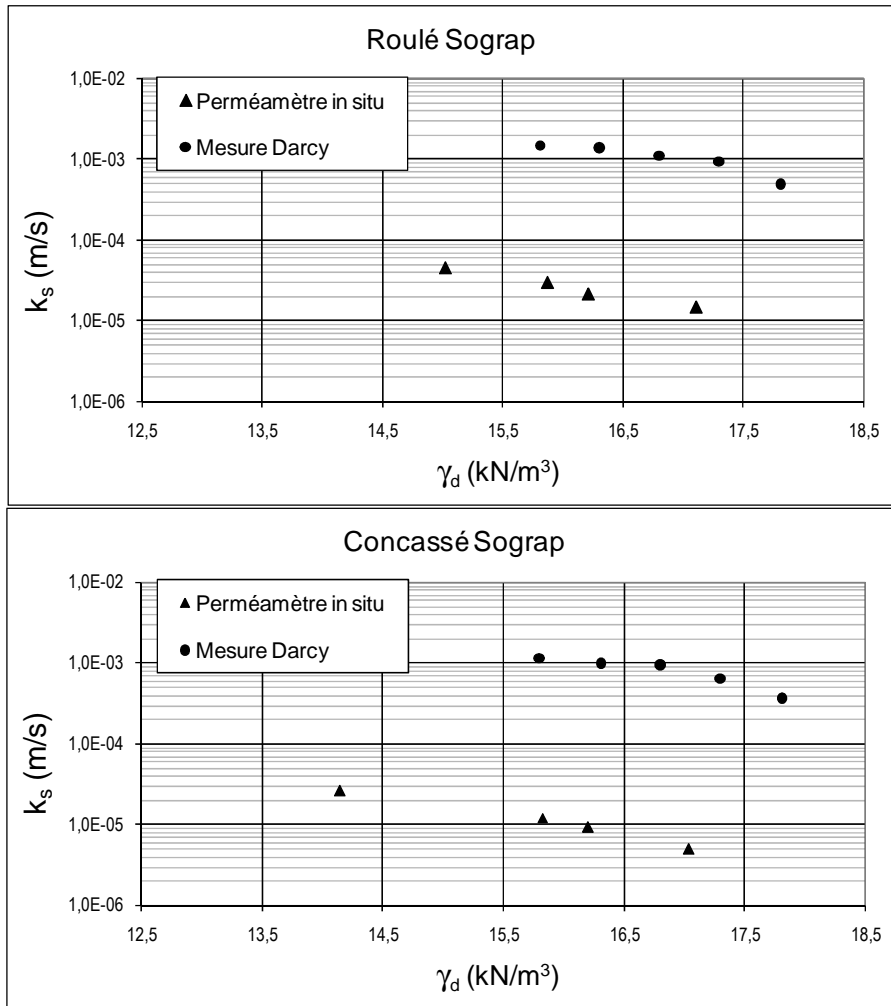 Roulé Sograp
1,0E-02
Perméamètre in situ
Mesure Darcy
1,0E-03
1,0E-04
1,0E-05
1,0E-06
k_s (m/s)
12,5 13,5 14,5 15,5 16,5 17,5 18,5
γ_d (kN/m³)
Concassé Sograp
1,0E-02
Perméamètre in situ
Mesure Darcy
1,0E-03
1,0E-04
1,0E-05
1,0E-06
k_s (m/s)
12,5 13,5 14,5 15,5 16,5 17,5 18,5
γ_d (kN/m³)